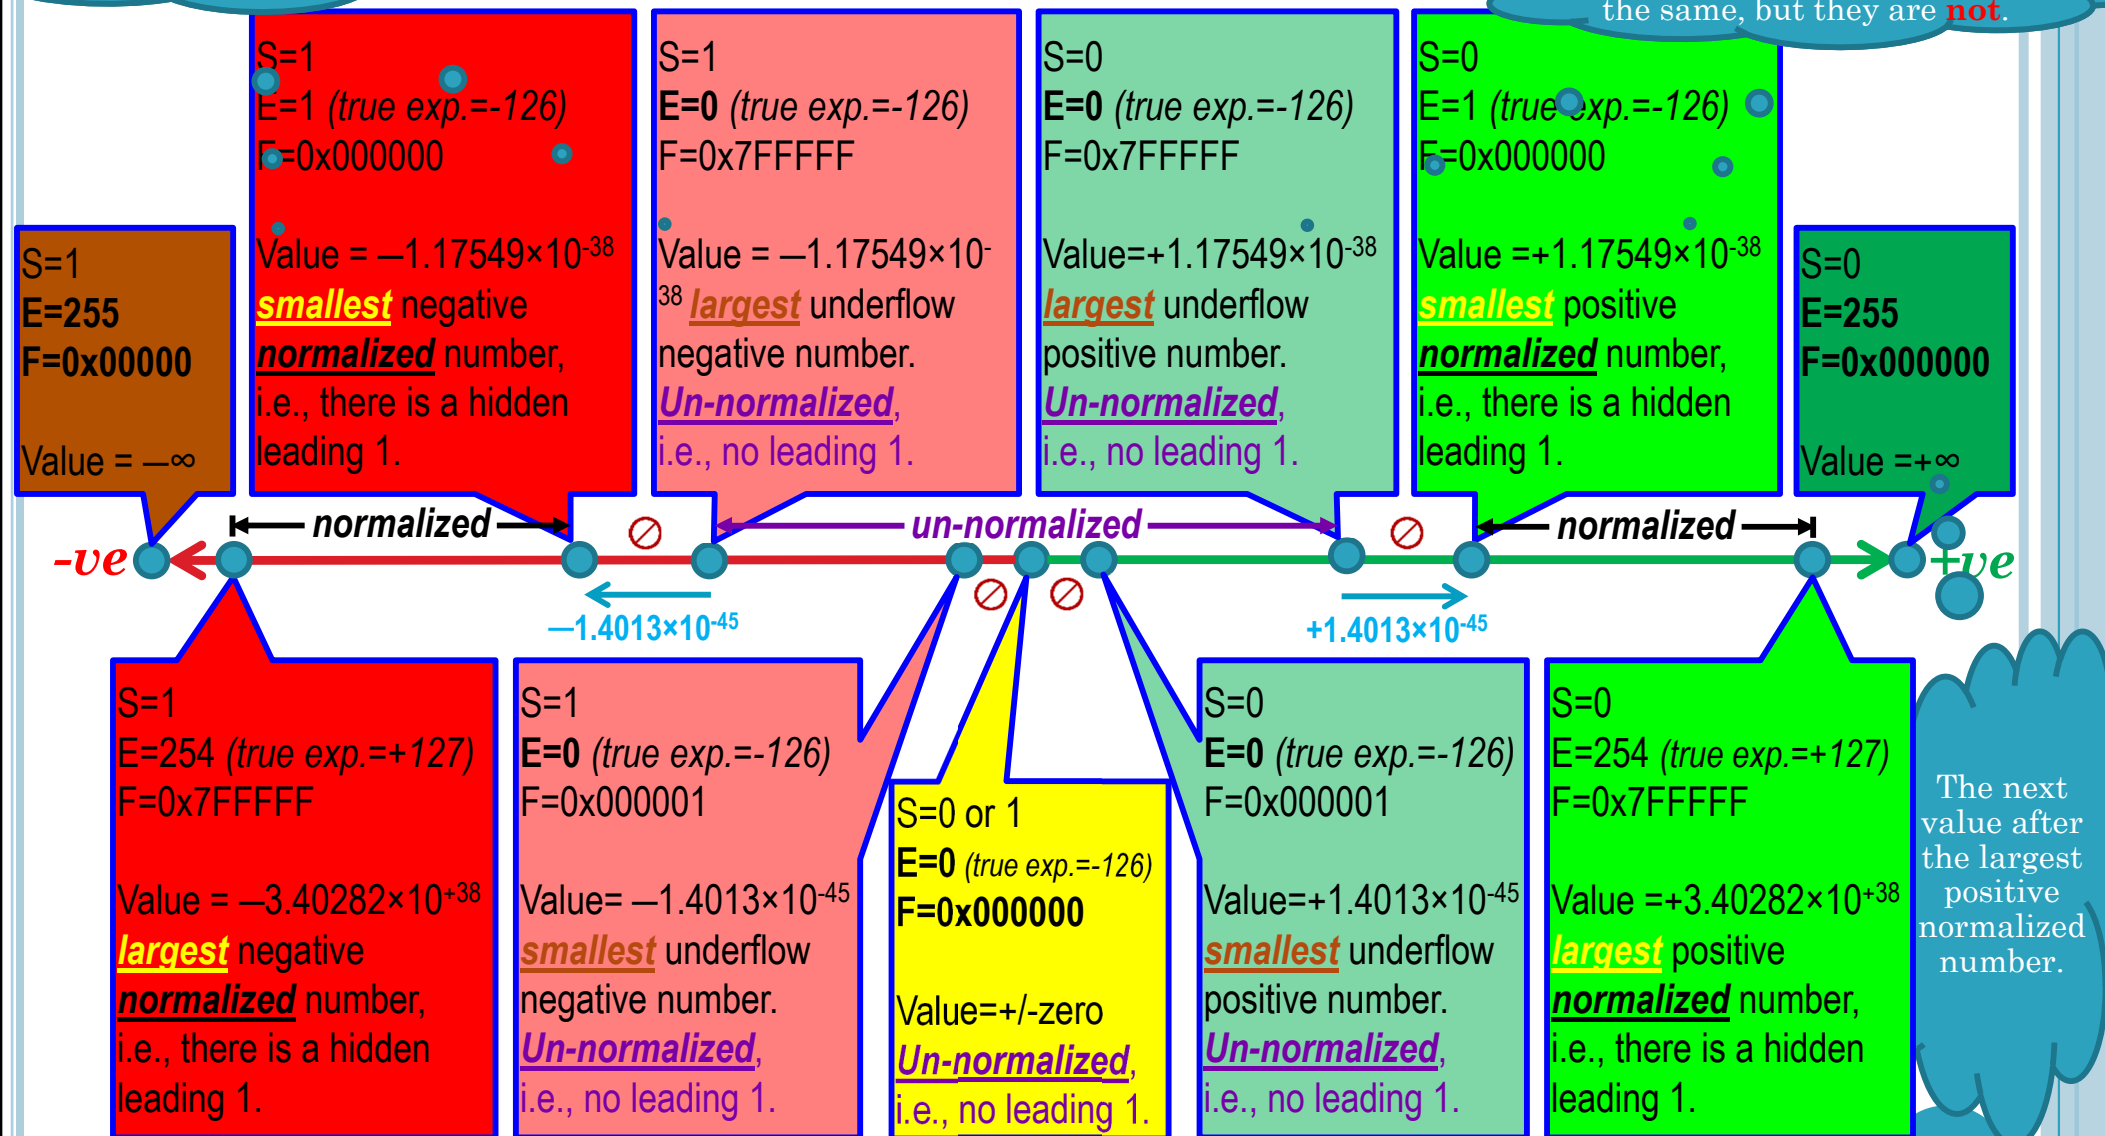 the same, but they are not.
S=1
E=1 (true exp.=-126)
F=0x000000
Value = —1.17549×10-38
smallest negative
normalized number,
i.e., there is a hidden
leading 1.
S=1
E=0 (true exp.=-126)
F=0x7FFFFF
Value = —1.17549×10-
38 largest underflow
negative number.
Un-normalized,
i.e., no leading 1.
S=0
E=0 (true exp.=-126)
F=0x7FFFFF
Value=+1.17549×10-38
largest underflow
positive number.
Un-normalized,
i.e., no leading 1.
S=0
E=1 (true exp.=-126)
F=0x000000
Value =+1.17549×10-38
smallest positive
normalized number,
i.e., there is a hidden
leading 1.
S=1
E=255
F=0x00000
Value = —∞
S=0
E=255
F=0x000000
Value =+∞
normalized
un-normalized
normalized
-ve
+ve
—1.4013×10-45
+1.4013×10-45
S=1
E=254 (true exp.=+127)
F=0x7FFFFF
Value = —3.40282×10+38
largest negative
normalized number,
i.e., there is a hidden
leading 1.
S=1
E=0 (true exp.=-126)
F=0x000001
Value= —1.4013×10-45
smallest underflow
negative number.
Un-normalized,
i.e., no leading 1.
S=0 or 1
E=0 (true exp.=-126)
F=0x000000
Value=+/-zero
Un-normalized,
i.e., no leading 1.
S=0
E=0 (true exp.=-126)
F=0x000001
Value=+1.4013×10-45
smallest underflow
positive number.
Un-normalized,
i.e., no leading 1.
S=0
E=254 (true exp.=+127)
F=0x7FFFFF
Value =+3.40282×10+38
largest positive
normalized number,
i.e., there is a hidden
leading 1.
The next
value after
the largest
positive
normalized
number.